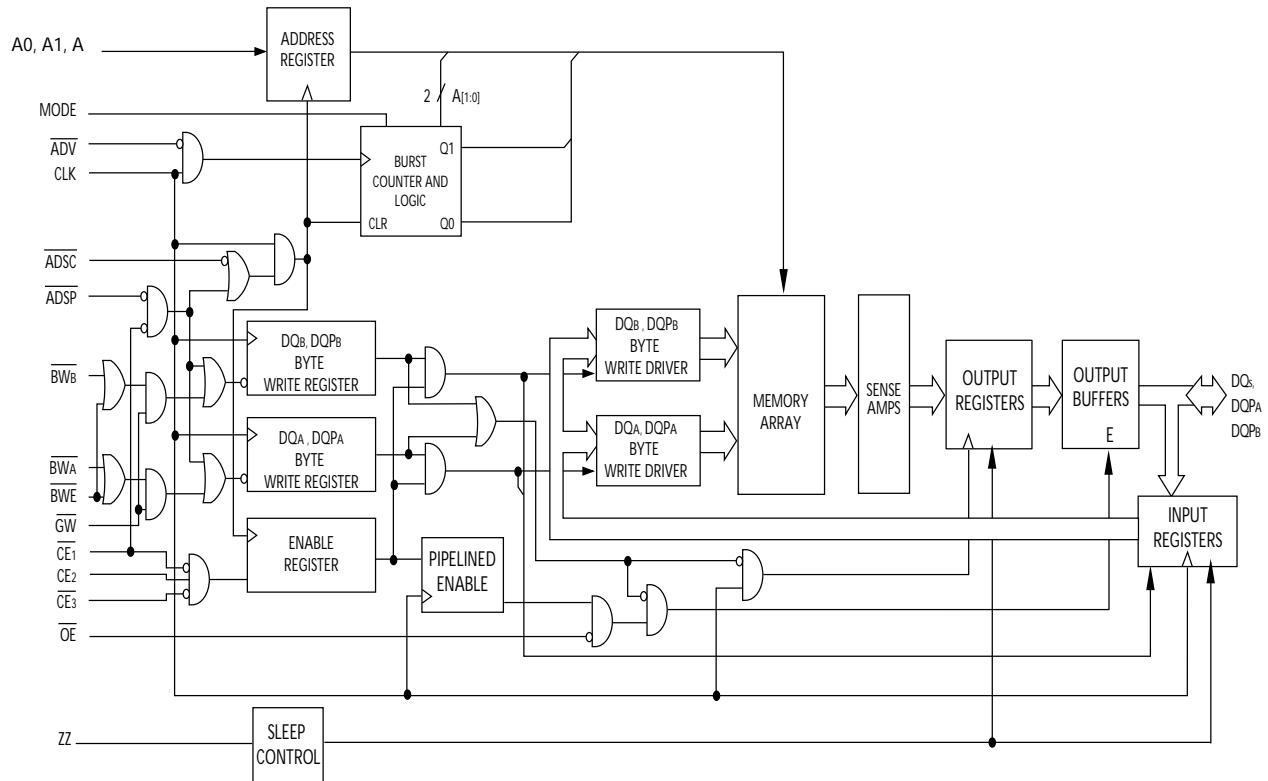 A0, A1, A
ADDRESS
REGISTER
MODE
2
A[1:0]
ADV
CLK
BURST
COUNTER AND
LOGIC
Q1
CLR
Q0
ADSC
ADSP
DQB , DQPB
BYTE
WRITE REGISTER
DQB , DQPB
BYTE
WRITE DRIVER
BWB
MEMORY
ARRAY
SENSE
AMPS
OUTPUT
REGISTERS
OUTPUT
BUFFERS
E
DQs,
DQPA
DQPB
DQA , DQPA
BYTE
WRITE REGISTER
DQA, DQPA
BYTE
WRITE DRIVER
BWA
BWE
GW
CE1
CE2
CE3
ENABLE
REGISTER
PIPELINED
ENABLE
INPUT
REGISTERS
OE
ZZ
SLEEP
CONTROL